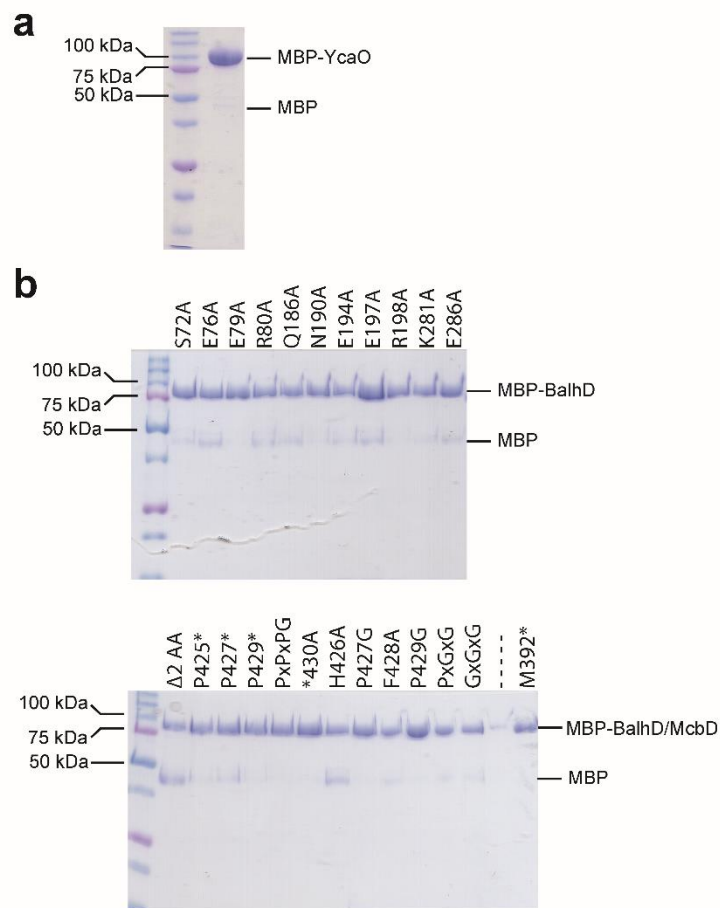 a
100 kDa
MBP-YcaO
75 kDa
50 kDa
MBP
b
S72A E76A E79A R80A Q186A N190A E194A E197A R198A K281A E286A
100 kDa
MBP-BalhD
75 kDa
50 kDa
MBP
Δ2 AA P425* P427* P429* PxPxPG *430A H426A P427G F428A P429G PxGxG GxGxG ----- M392*
100 kDa
MBP-BalhD/McbD
75 kDa
50 kDa
MBP